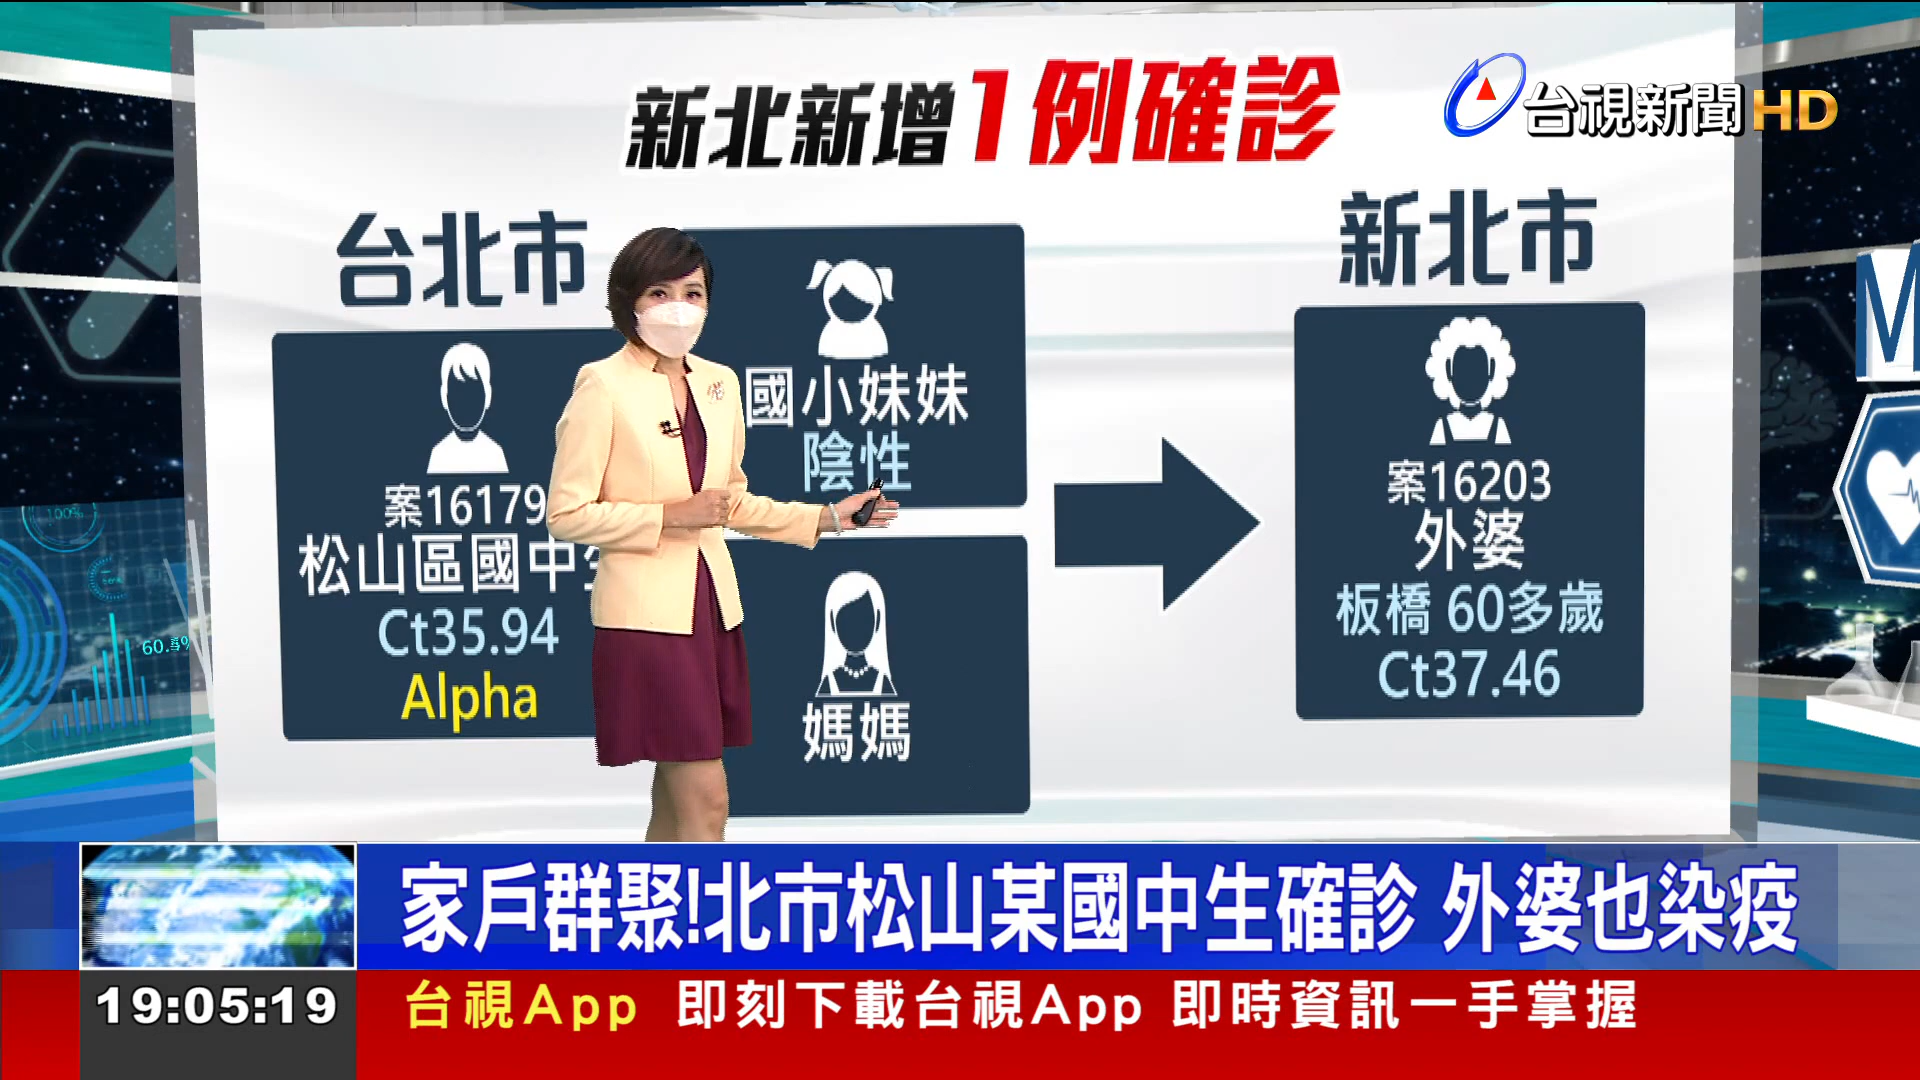 新北新增1例確診
台視新聞HD
台北市
案16179
松山區國中生
Ct35.94
Alpha
國小妹妹
陰性
媽媽
新北市
案16203
外婆
板橋 60多歲
Ct37.46
M
100%
家戶群聚!北市松山某國中生確診 外婆也染疫
19:05:19
台視App 即刻下載台視App 即時資訊一手掌握